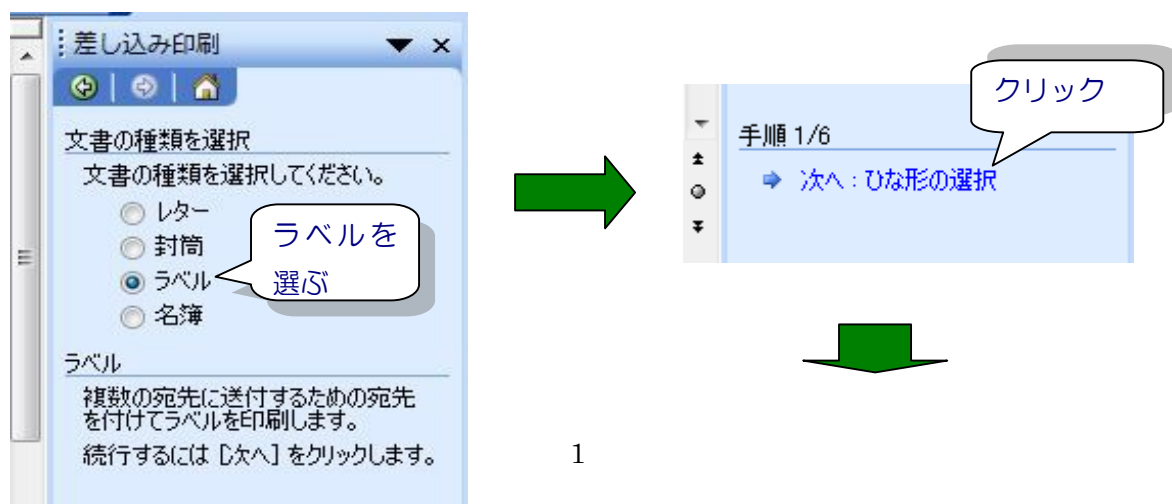 差し込み印刷
文書の種類を選択
文書の種類を選択してください。
レター
封筒
ラベル
名簿
ラベルを
選ぶ
ラベル
複数の宛先に送付するための宛先
を付けてラベルを印刷します。
続行するには [次へ] をクリックします。
クリック
手順 1/6
次へ : ひな形の選択
1